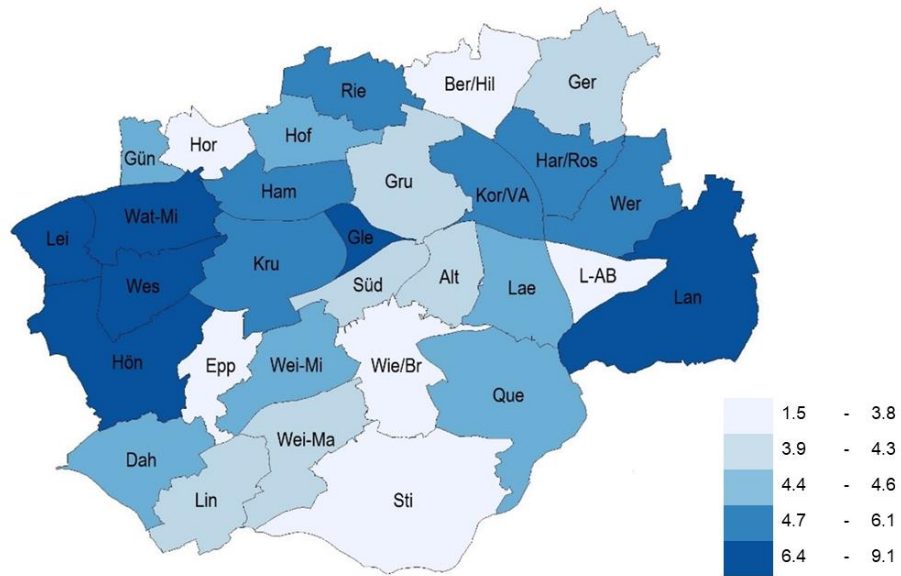 Rie
Ber/Hil
Ger
Hor
Hof
Gün
Har/Ros
Ham
Gru
Kor/VA
Wer
Wat-Mi
Lei
Gle
Kru
Wes
Süd
Alt
Lae
L-AB
Lan
Hön
Epp
Wei-Mi
Wie/Br
Que
Wei-Ma
Dah
Lin
Sti
1.5 - 3.8
3.9 - 4.3
4.4 - 4.6
4.7 - 6.1
6.4 - 9.1